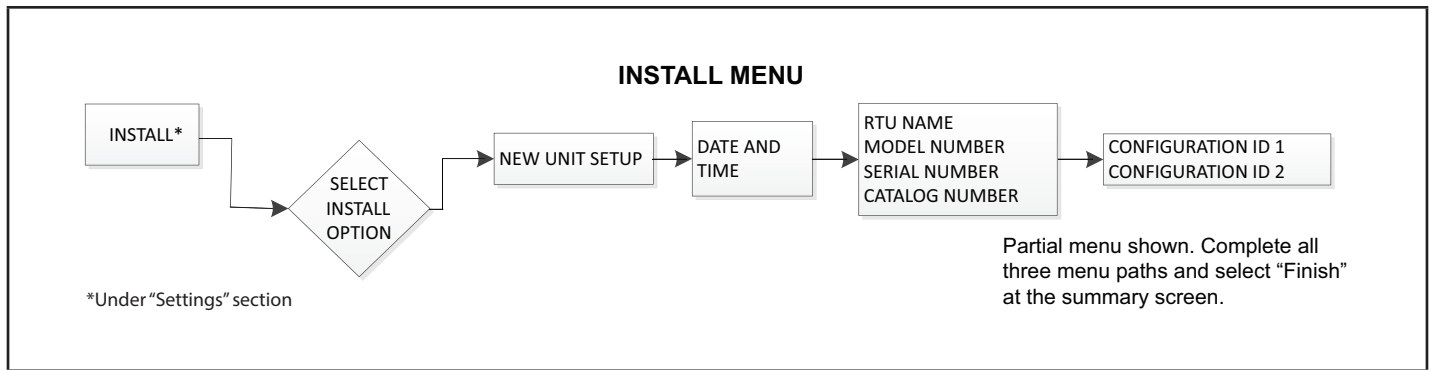 INSTALL MENU
INSTALL*
SELECT
INSTALL
OPTION
NEW UNIT SETUP
DATE AND
TIME
RTU NAME
MODEL NUMBER
SERIAL NUMBER
CATALOG NUMBER
CONFIGURATION ID 1
CONFIGURATION ID 2
Partial menu shown. Complete all
three menu paths and select “Finish”
at the summary screen.
*Under “Settings” section